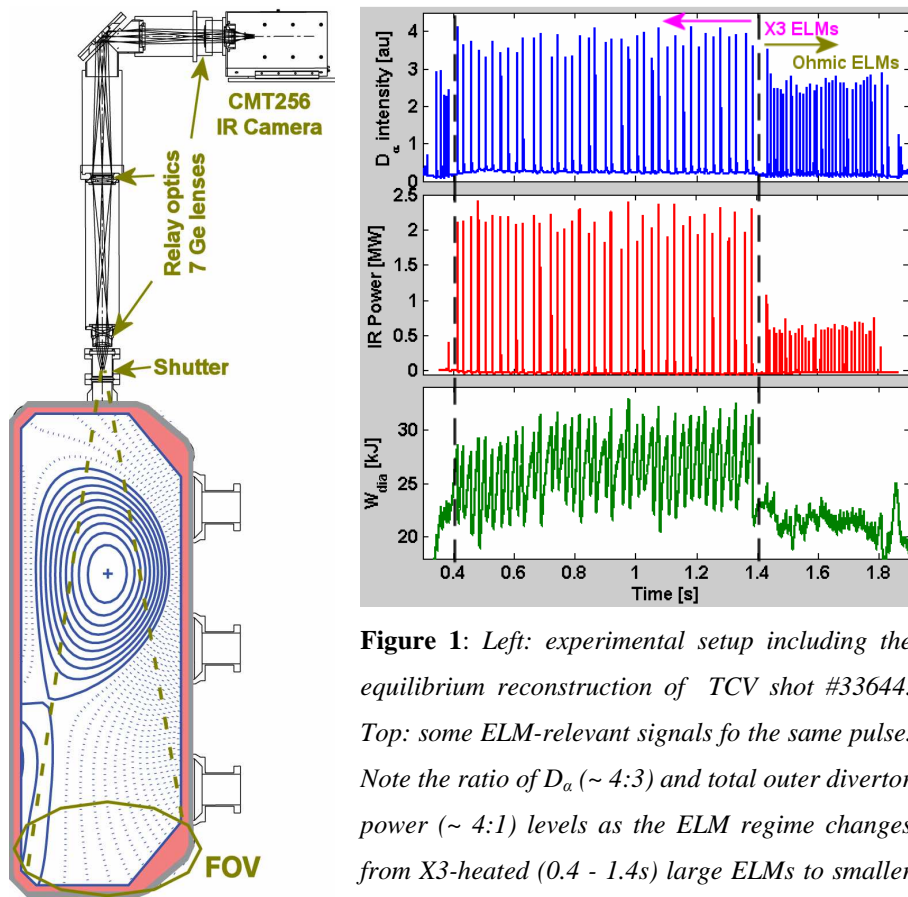 CMT256
IR Camera
Relay optics
7 Ge lenses
Shutter
FOV
X3 ELMs
Ohmic ELMs
Dα intensity [au]
4
3
2
1
0
IR Power [MW]
2.5
2
1.5
1
0.5
0
Wdia [kJ]
30
25
20
0.4 0.6 0.8 1 1.2 1.4 1.6 1.8
Time [s]
Figure 1: Left: experimental setup including the
equilibrium reconstruction of TCV shot #33644.
Top: some ELM-relevant signals fo the same pulse.
Note the ratio of Dα (~ 4:3) and total outer divertor
power (~ 4:1) levels as the ELM regime changes
from X3-heated (0.4 - 1.4s) large ELMs to smaller